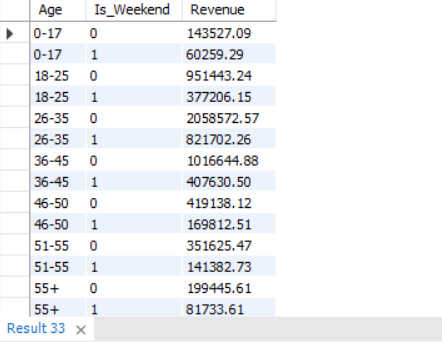 Age Is_Weekend Revenue
0-17 0 143527.09
0-17 1 60259.29
18-25 0 951443.24
18-25 1 377206.15
26-35 0 2058572.57
26-35 1 821702.26
36-45 0 1016644.88
36-45 1 407630.50
46-50 0 419138.12
46-50 1 169812.51
51-55 0 351625.47
51-55 1 141382.73
55+ 0 199445.61
55+ 1 81733.61
Result 33